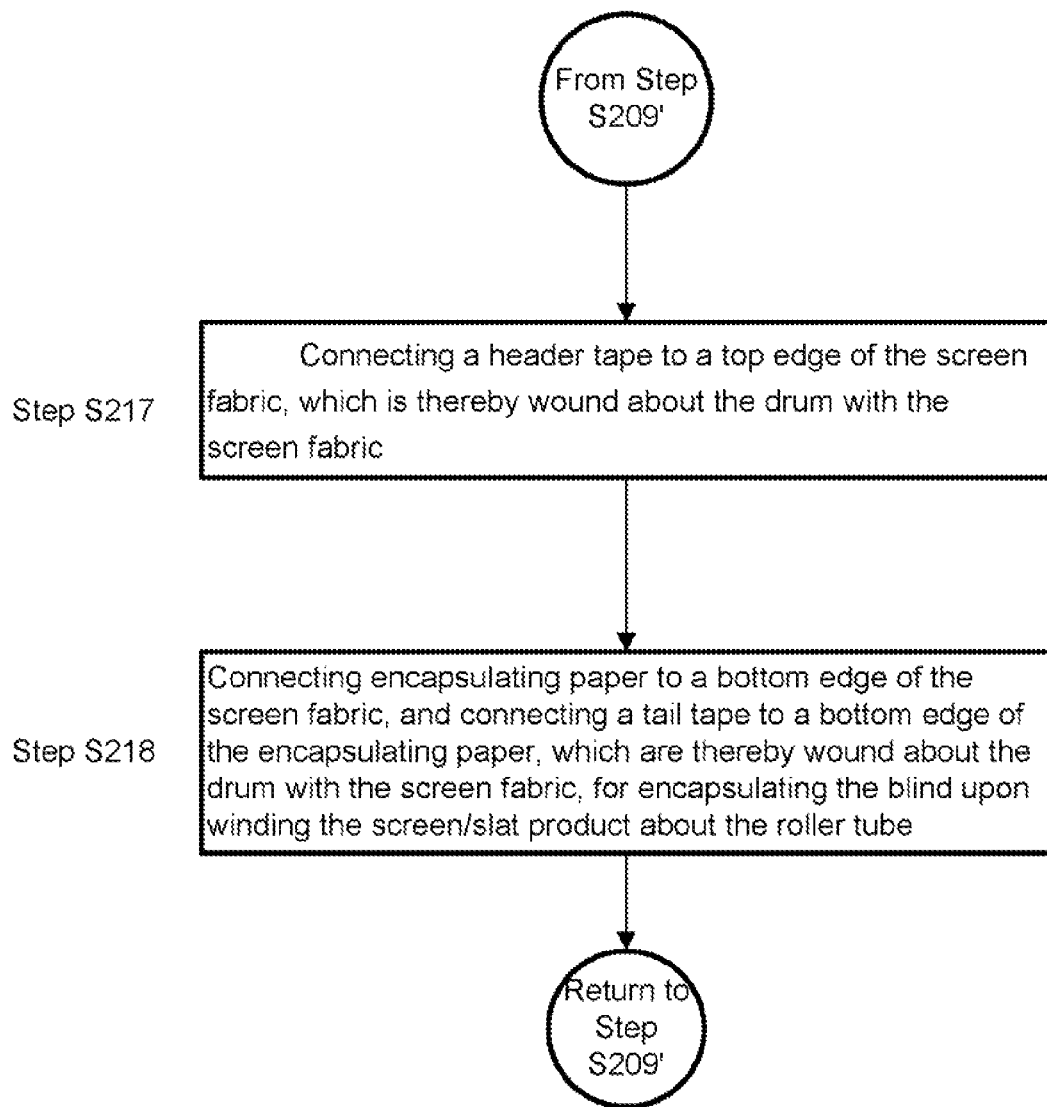 From Step
S209'
Step S217
Connecting a header tape to a top edge of the screen
fabric, which is thereby wound about the drum with the
screen fabric
Step S218
Connecting encapsulating paper to a bottom edge of the
screen fabric, and connecting a tail tape to a bottom edge of
the encapsulating paper, which are thereby wound about the
drum with the screen fabric, for encapsulating the blind upon
winding the screen/slat product about the roller tube
Return to
Step
S209'